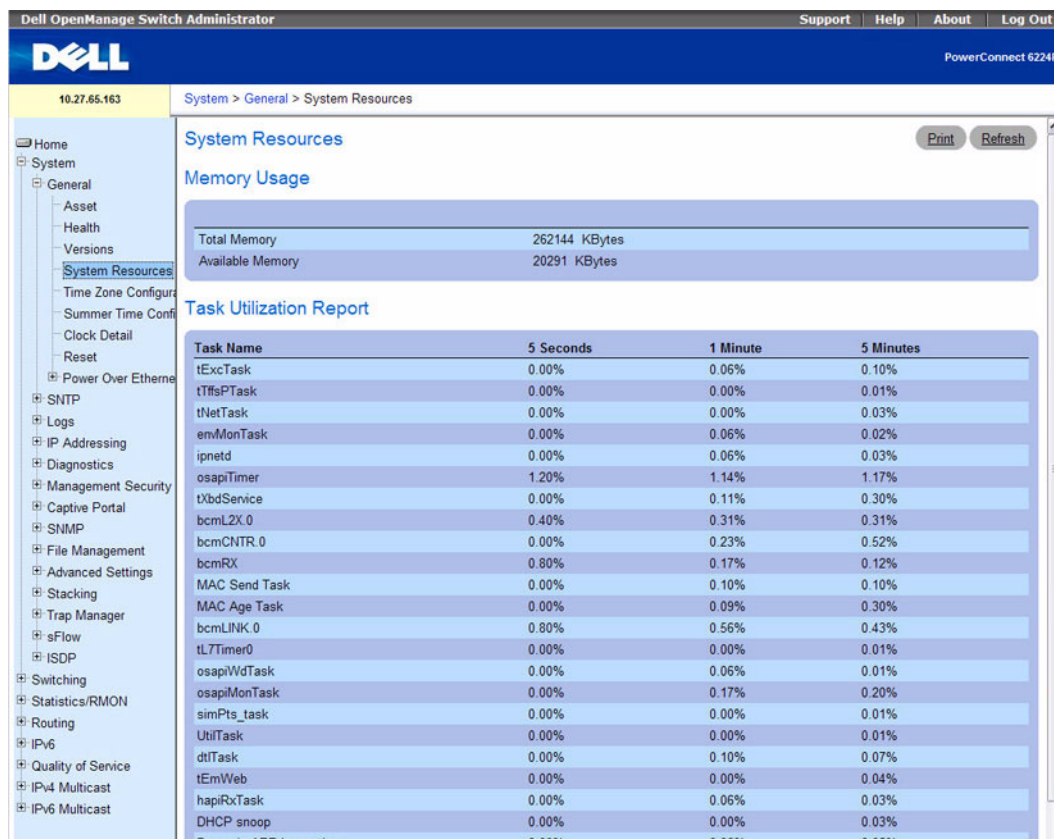 Dell OpenManage Switch Administrator
Support Help About Log Out
DELL
PowerConnect 6224
10.27.65.163
System > General > System Resources
Home
System
General
Asset
Health
Versions
System Resources
Time Zone Configura
Summer Time Confi
Clock Detail
Reset
Power Over Etherne
SNTP
Logs
IP Addressing
Diagnostics
Management Security
Captive Portal
SNMP
File Management
Advanced Settings
Stacking
Trap Manager
sFlow
ISDP
Switching
Statistics/RMON
Routing
IPv6
Quality of Service
IPv4 Multicast
IPv6 Multicast
System Resources
Print Refresh
Memory Usage
Total Memory 262144 KBytes
Available Memory 20291 KBytes
Task Utilization Report
Task Name 5 Seconds 1 Minute 5 Minutes
tExcTask 0.00% 0.06% 0.10%
tTffsPTask 0.00% 0.00% 0.01%
tNetTask 0.00% 0.00% 0.03%
envMonTask 0.00% 0.06% 0.02%
ipnetd 0.00% 0.06% 0.03%
osapiTimer 1.20% 1.14% 1.17%
tXbdService 0.00% 0.11% 0.30%
bcmL2X.0 0.40% 0.31% 0.31%
bcmCNTR.0 0.00% 0.23% 0.52%
bcmRX 0.80% 0.17% 0.12%
MAC Send Task 0.00% 0.10% 0.10%
MAC Age Task 0.00% 0.09% 0.30%
bcmLINK.0 0.80% 0.56% 0.43%
tL7Timer0 0.00% 0.00% 0.01%
osapiWdTask 0.00% 0.06% 0.01%
osapiMonTask 0.00% 0.17% 0.20%
simPts_task 0.00% 0.00% 0.01%
UtilTask 0.00% 0.00% 0.01%
dtlTask 0.00% 0.10% 0.07%
tEmWeb 0.00% 0.00% 0.04%
hapiRxTask 0.00% 0.06% 0.03%
DHCP snoop 0.00% 0.00% 0.03%